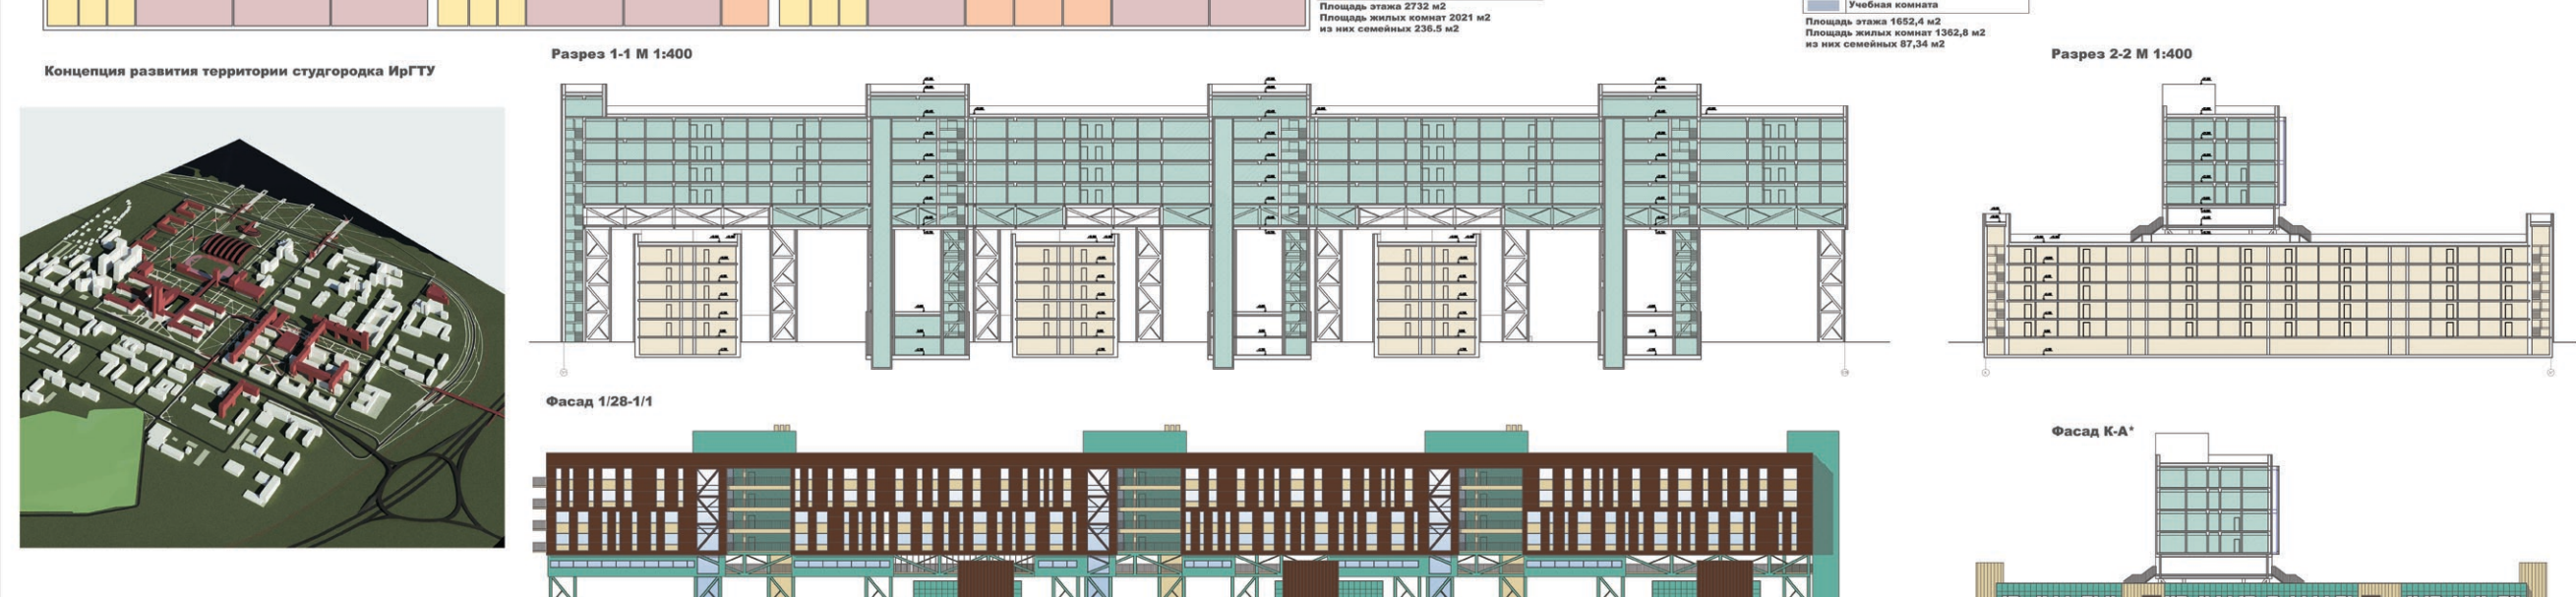 Площадь этажа 2732 м2
Площадь жилых комнат 2021 м2
из них семейных 236.5 м2
Учебная комната
Площадь этажа 1652,4 м2
Площадь жилых комнат 1362,8 м2
из них семейных 87,34 м2
Концепция развития территории студгородка ИрГТУ
Разрез 1-1 М 1:400
Разрез 2-2 М 1:400
Фасад 1/28-1/1
Фасад К-А*